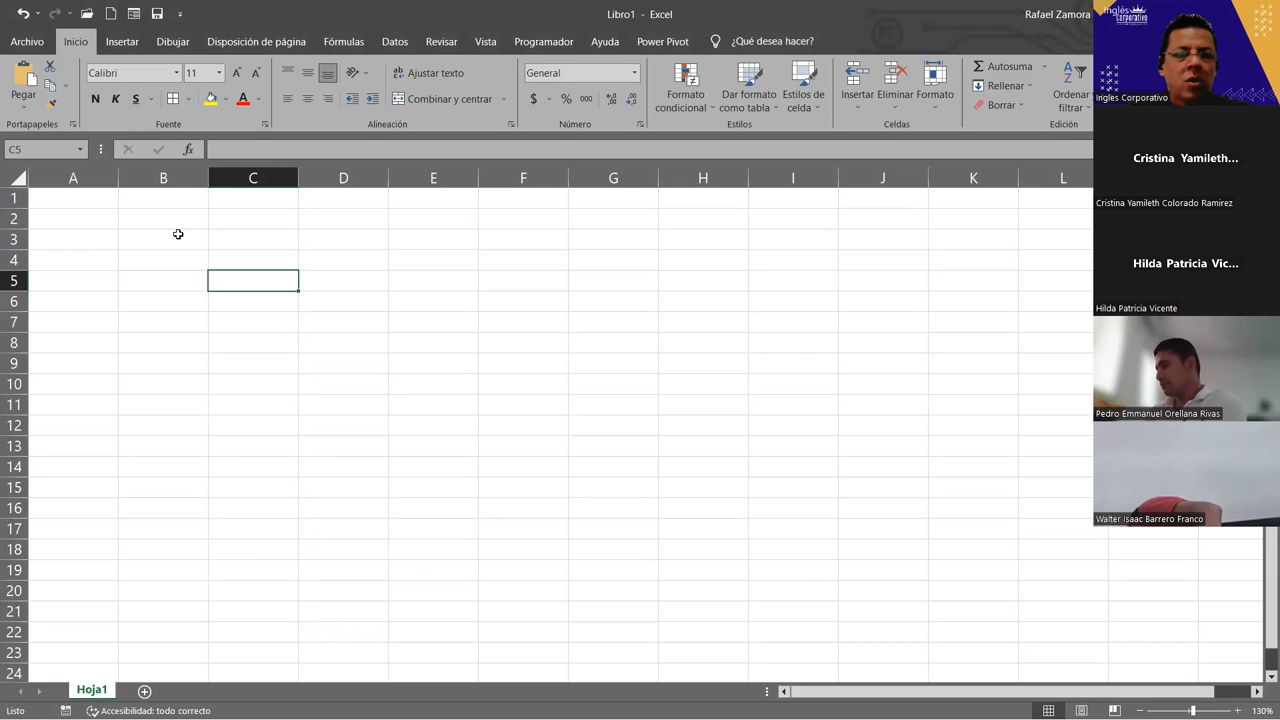 Libro1 - Excel
Rafael Zamora
Archivo Inicio Insertar Dibujar Disposición de página Fórmulas Datos Revisar Vista Programador Ayuda Power Pivot ¿Qué desea hacer?
Pegar
Portapapeles
Calibri 11
N K S
Fuente
Ajustar texto
Combinar y centrar
Alineación
General
$ % 000
Número
Formato condicional
Dar formato como tabla
Estilos de celda
Estilos
Insertar Eliminar Formato
Celdas
Autosuma
Rellenar
Borrar
Ordenar
filtrar
Edición
C5
fx
A B C D E F G H I J K L
1
2
3
4
5
6
7
8
9
10
11
12
13
14
15
16
17
18
19
20
21
22
23
24
Hoja1
Listo
Accesibilidad: todo correcto
130%
Inglés
Corporativo
Ingles Corporativo
Cristina Yamileth...
Cristina Yamileth Colorado Ramirez
Hilda Patricia Vic...
Hilda Patricia Vicente
Pedro Emmanuel Orellana Rivas
Walter Isaac Barrero Franco